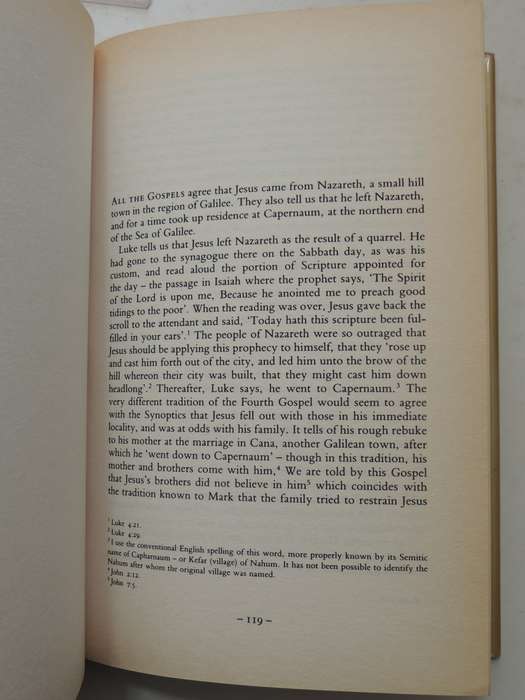 ALL THE GOSPELS agree that Jesus came from Nazareth, a small hill
town in the region of Galilee. They also tell us that he left Nazareth,
and for a time took up residence at Capernaum, at the northern end
of the Sea of Galilee.
Luke tells us that Jesus left Nazareth as the result of a quarrel. He
had gone to the synagogue there on the Sabbath day, as was his
custom, and read aloud the portion of Scripture appointed for
the day – the passage in Isaiah where the prophet says, ‘The Spirit
of the Lord is upon me, Because he anointed me to preach good
tidings to the poor’. When the reading was over, Jesus gave back the
scroll to the attendant and said, ‘Today hath this scripture been ful-
filled in your ears’.¹ The people of Nazareth were so outraged that
Jesus should be applying this prophecy to himself, that they ‘rose up
and cast him forth out of the city, and led him unto the brow of the
hill whereon their city was built, that they might cast him down
headlong’.² Thereafter, Luke says, he went to Capernaum.³ The
very different tradition of the Fourth Gospel would seem to agree
with the Synoptics that Jesus fell out with those in his immediate
locality, and was at odds with his family. It tells of his rough rebuke
to his mother at the marriage in Cana, another Galilean town, after
which he ‘went down to Capernaum’ – though in this tradition, his
mother and brothers come with him,⁴ We are told by this Gospel
that Jesus's brothers did not believe in him⁵ which coincides with
the tradition known to Mark that the family tried to restrain Jesus
¹ Luke 4:21.
² Luke 4:29.
³ I use the conventional English spelling of this word, more properly known by its Semitic
name of Capharnaum – or Kefar (village) of Nahum. It has not been possible to identify the
Nahum after whom the original village was named.
⁴ John 2:12.
⁵ John 7:5.
– 119 –